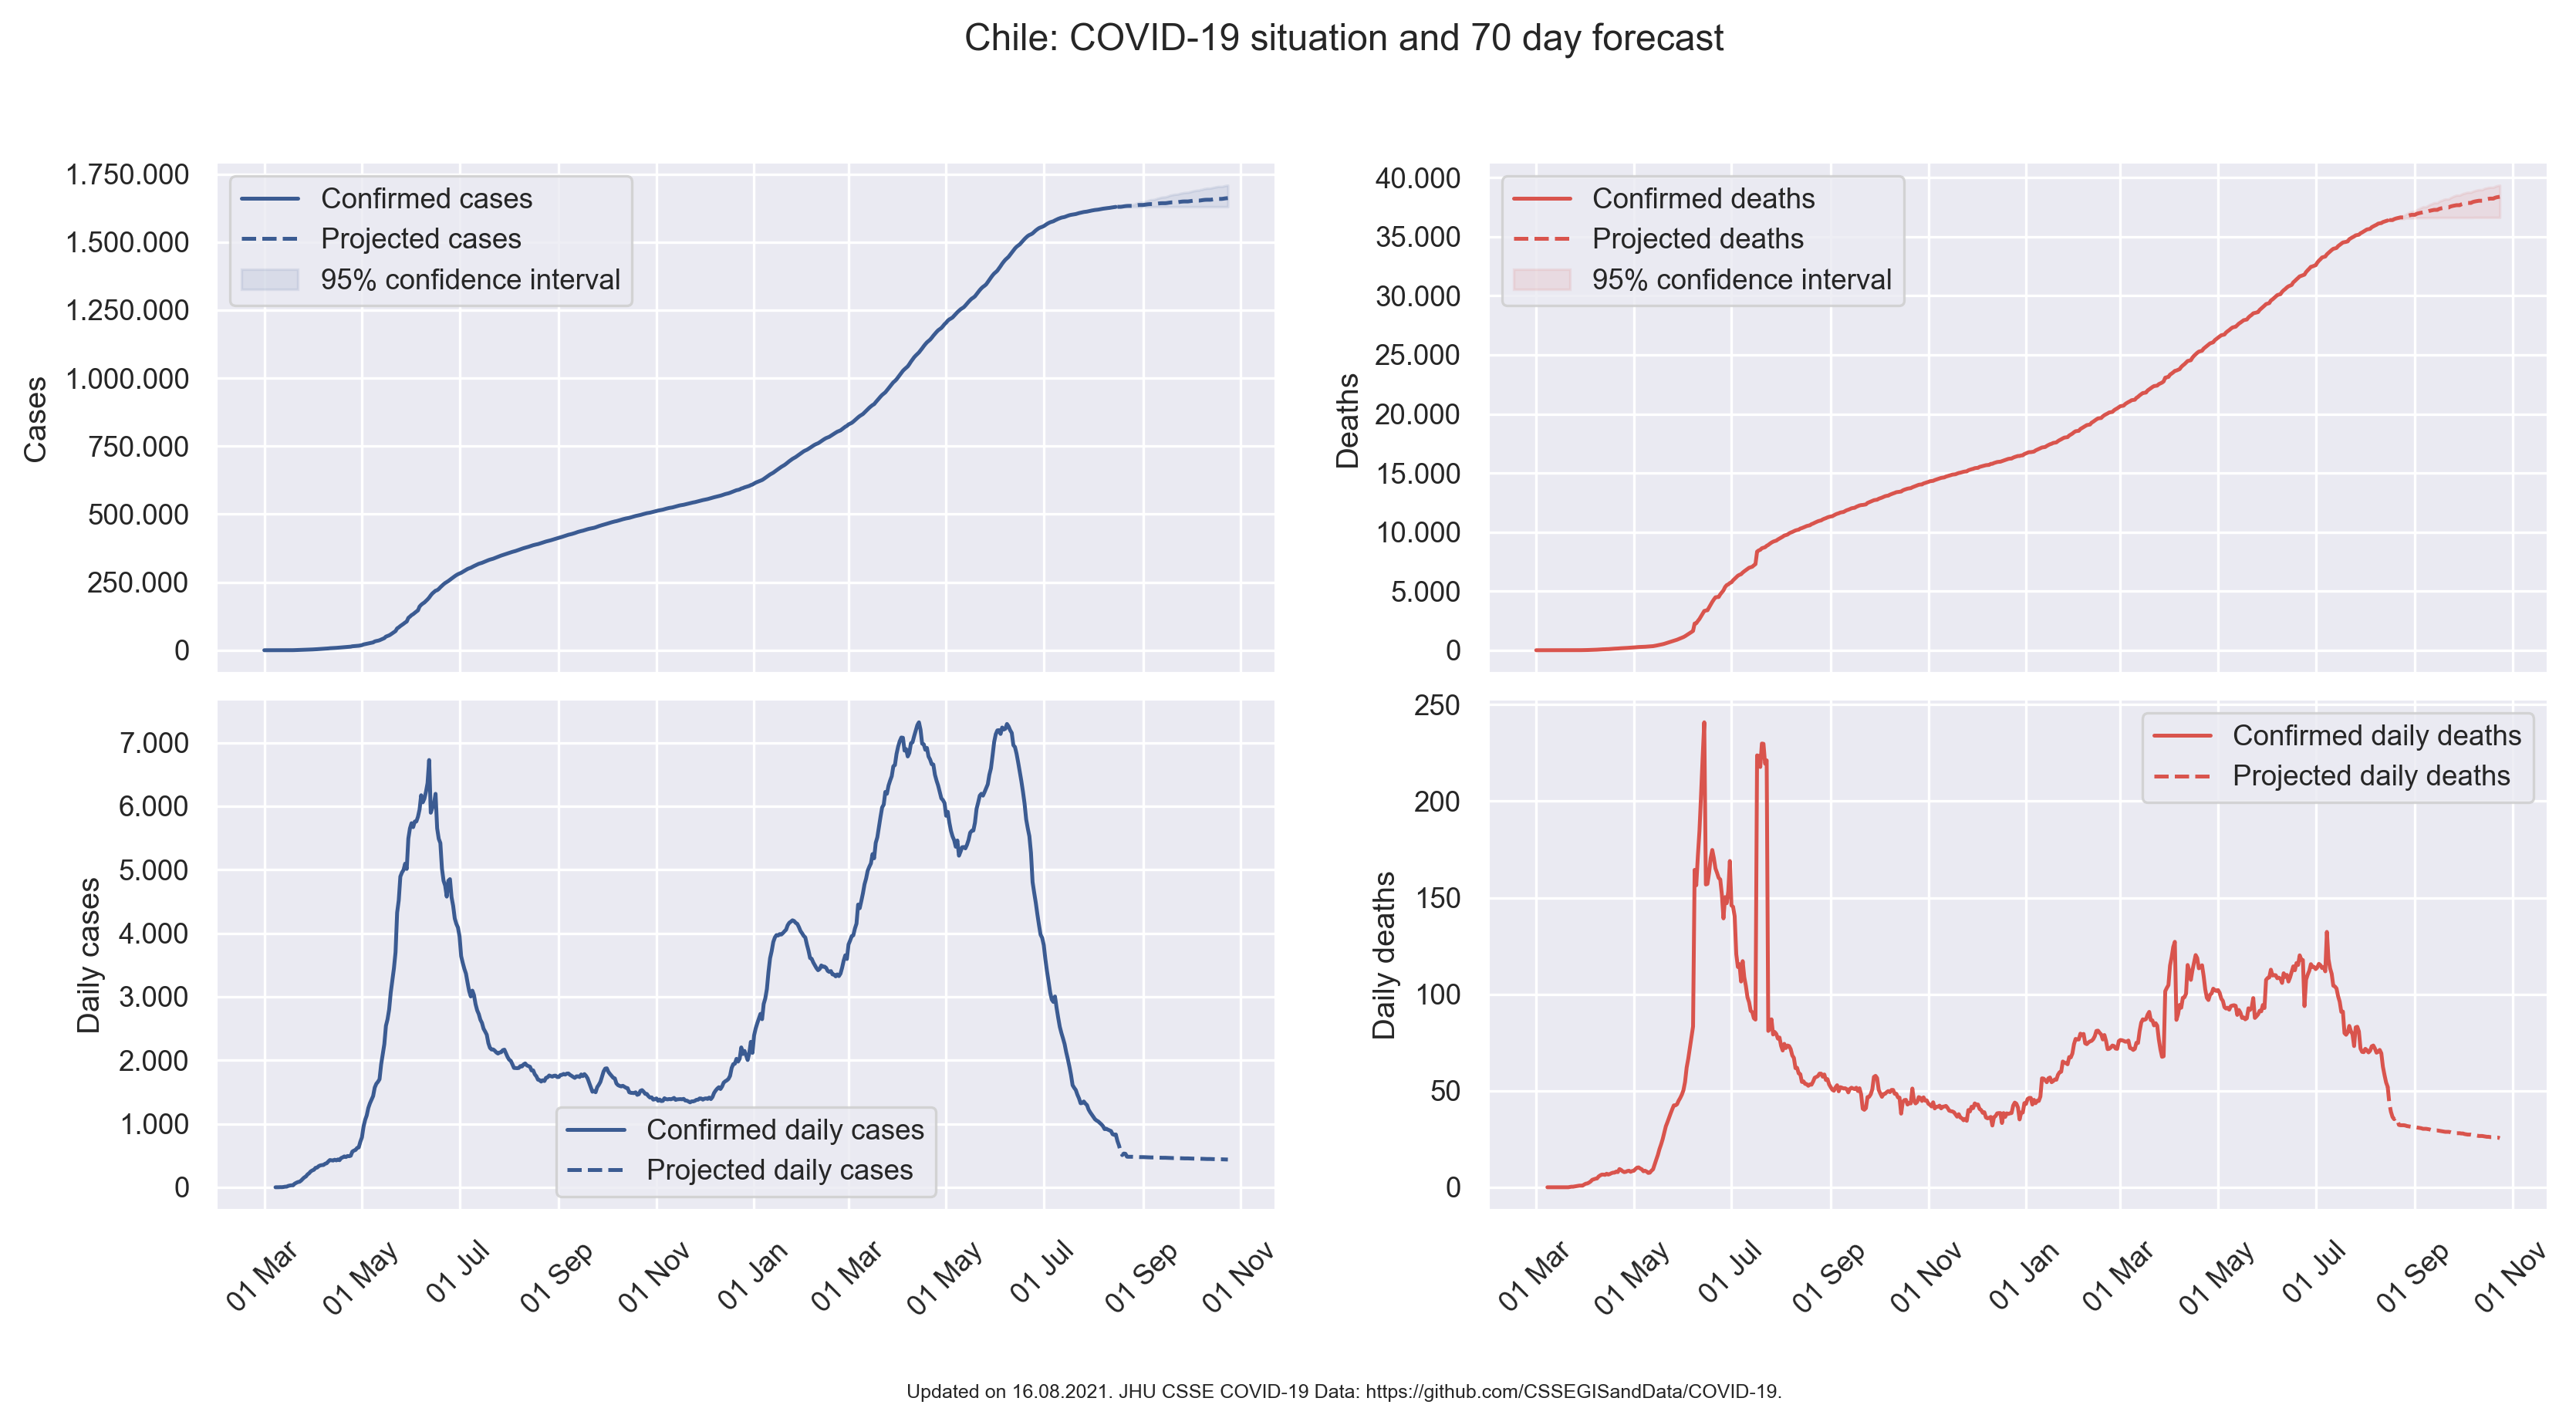 Chile: COVID-19 situation and 70 day forecast
Cases
1.750.000
1.500.000
1.250.000
1.000.000
750.000
500.000
250.000
0
Confirmed cases
Projected cases
95% confidence interval
Deaths
40.000
35.000
30.000
25.000
20.000
15.000
10.000
5.000
0
Confirmed deaths
Projected deaths
95% confidence interval
Daily cases
7.000
6.000
5.000
4.000
3.000
2.000
1.000
0
Confirmed daily cases
Projected daily cases
01 Mar
01 May
01 Jul
01 Sep
01 Nov
01 Jan
01 Mar
01 May
01 Jul
01 Sep
01 Nov
Daily deaths
250
200
150
100
50
0
Confirmed daily deaths
Projected daily deaths
01 Mar
01 May
01 Jul
01 Sep
01 Nov
01 Jan
01 Mar
01 May
01 Jul
01 Sep
01 Nov
Updated on 16.08.2021. JHU CSSE COVID-19 Data: https://github.com/CSSEGISandData/COVID-19.